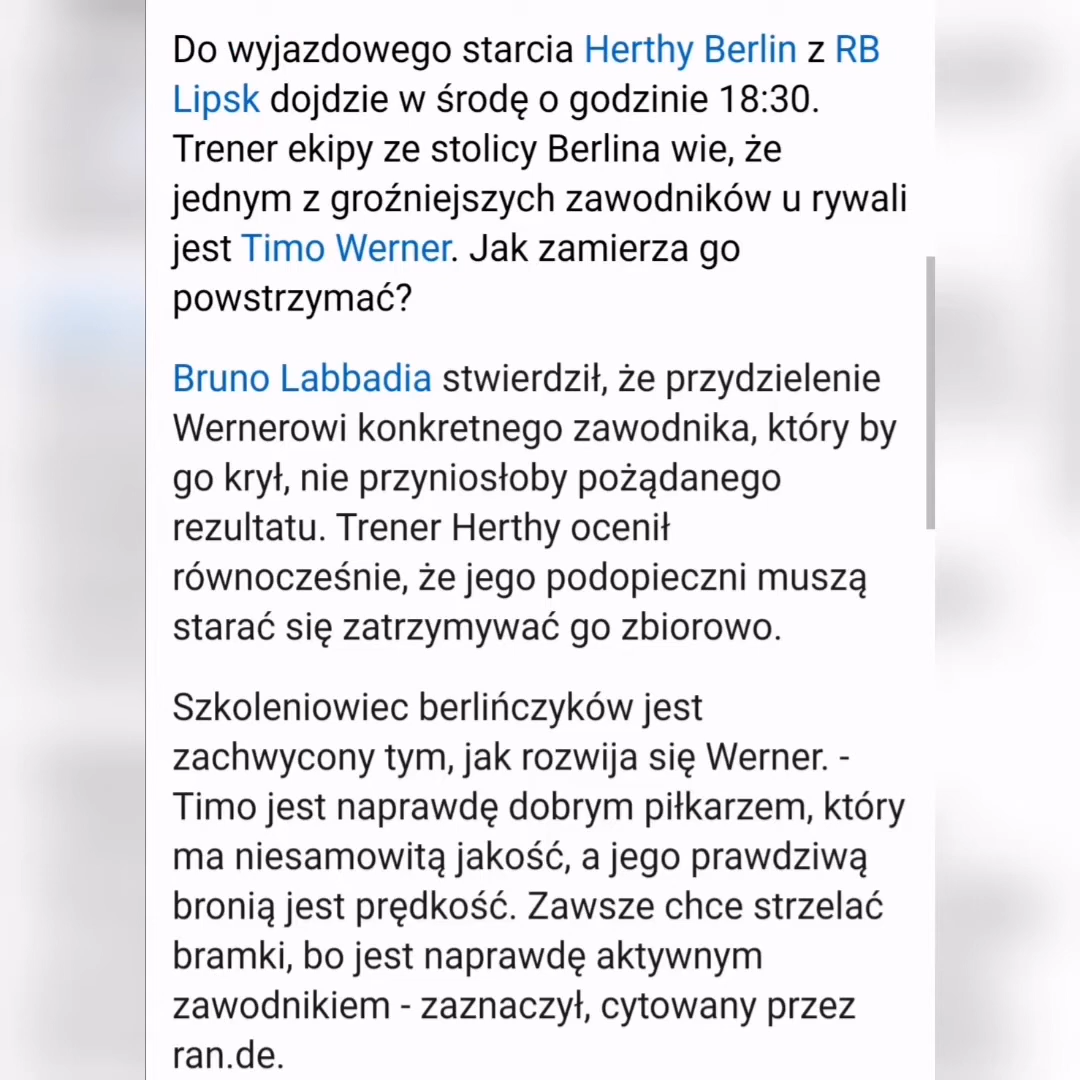 Do wyjazdowego starcia Herthy Berlin z RB
Lipsk dojdzie w środę o godzinie 18:30.
Trener ekipy ze stolicy Berlina wie, że
jednym z groźniejszych zawodników u rywali
jest Timo Werner. Jak zamierza go
powstrzymać?
Bruno Labbadia stwierdził, że przydzielenie
Wernerowi konkretnego zawodnika, który by
go krył, nie przyniosłoby pożądanego
rezultatu. Trener Herthy ocenił
równocześnie, że jego podopieczni muszą
starać się zatrzymywać go zbiorowo.
Szkoleniowiec berlińczyków jest
zachwycony tym, jak rozwija się Werner. -
Timo jest naprawdę dobrym piłkarzem, który
ma niesamowitą jakość, a jego prawdziwą
bronią jest prędkość. Zawsze chce strzelać
bramki, bo jest naprawdę aktywnym
zawodnikiem - zaznaczył, cytowany przez
ran.de.